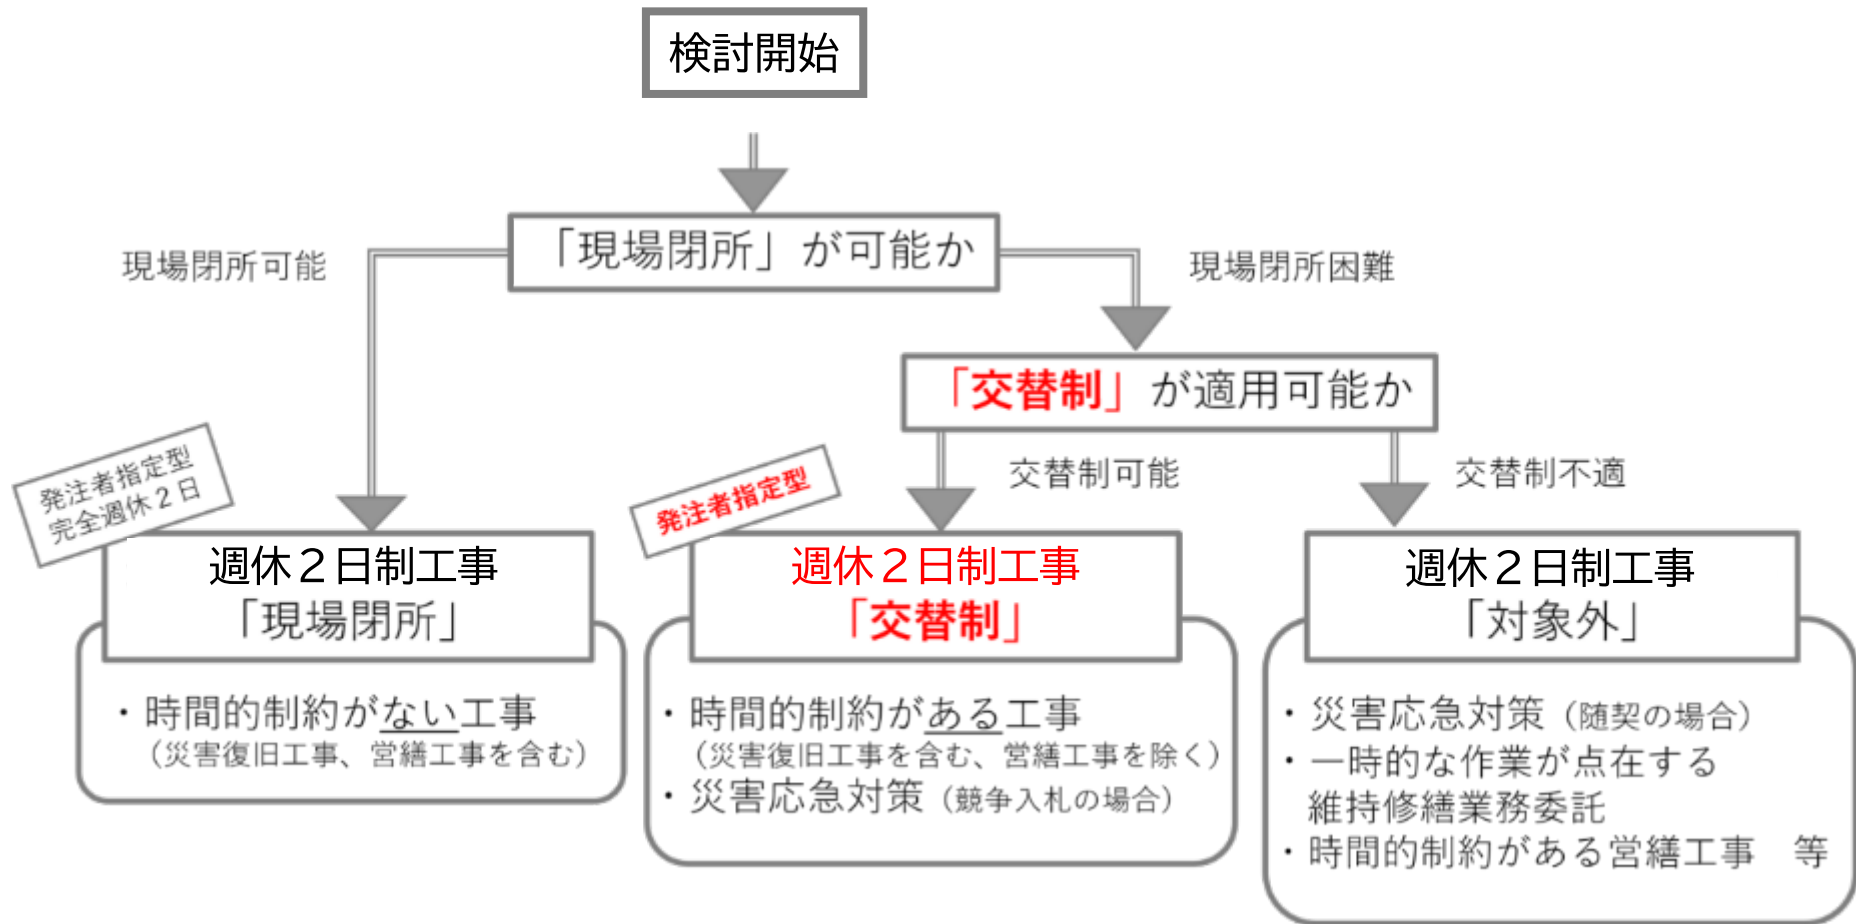 検討開始
「現場閉所」が可能か
現場閉所可能
現場閉所困難
「交替制」が適用可能か
交替制可能
交替制不適
発注者指定型
完全週休２日
週休２日制工事
「現場閉所」
・時間的制約がない工事
（災害復旧工事、営繕工事を含む）
発注者指定型
週休２日制工事
「交替制」
・時間的制約がある工事
（災害復旧工事を含む、営繕工事を除く）
・災害応急対策（競争入札の場合）
週休２日制工事
「対象外」
・災害応急対策（随契の場合）
・一時的な作業が点在する
維持修繕業務委託
・時間的制約がある営繕工事　等